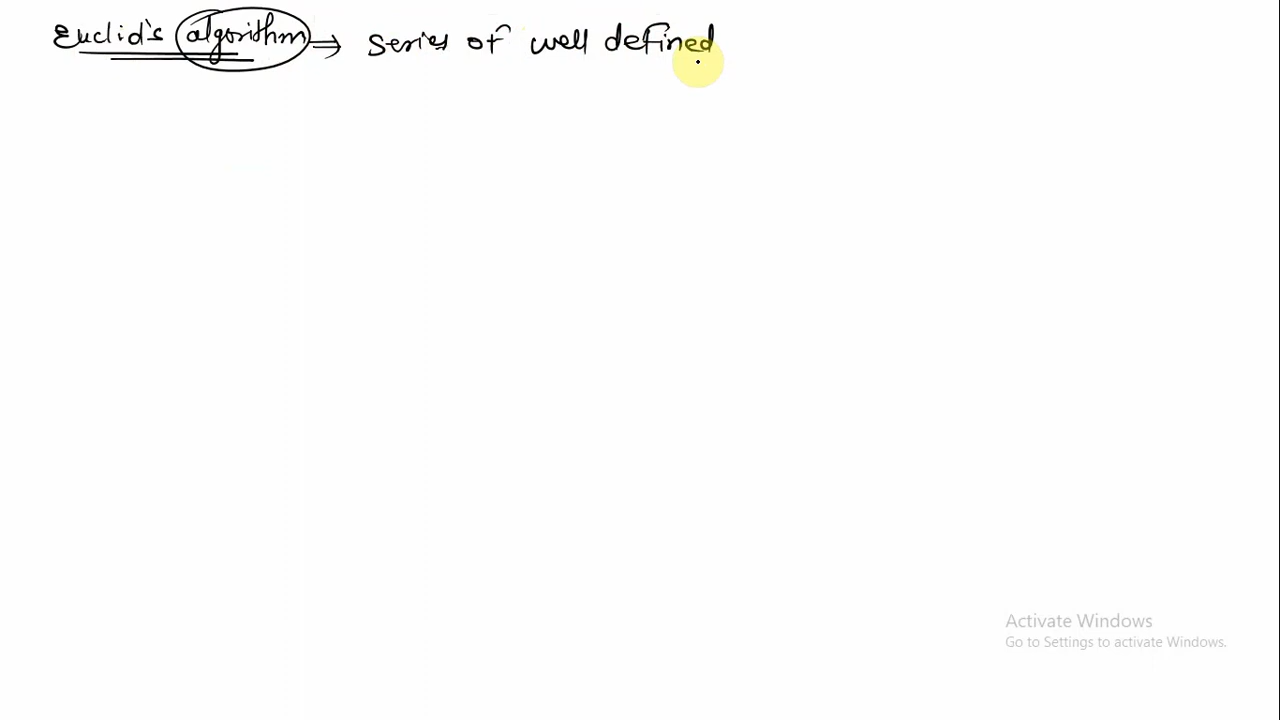 Euclid's algorithm ⇒ series of well defined
Activate Windows
Go to Settings to activate Windows.